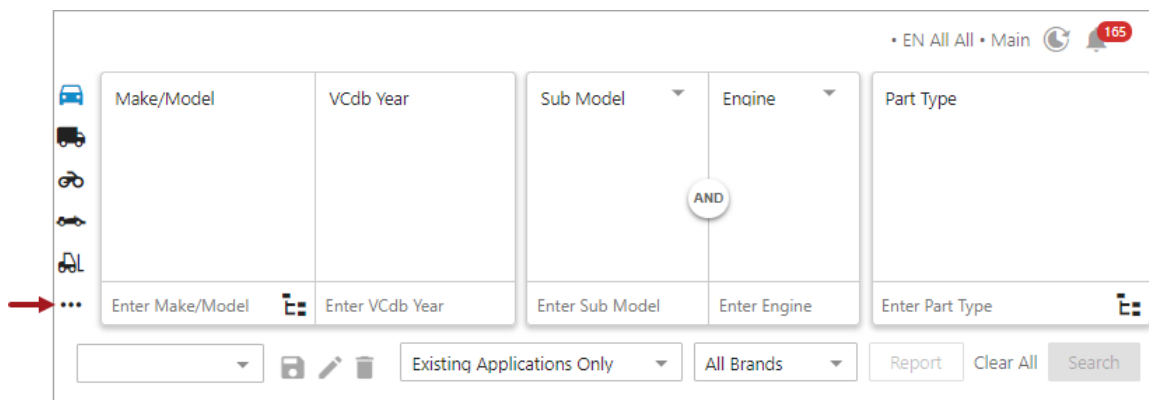 • EN All All • Main 165
Make/Model VCdb Year Sub Model Engine Part Type
AND
Enter Make/Model Enter VCdb Year Enter Sub Model Enter Engine Enter Part Type
Existing Applications Only All Brands Report Clear All Search